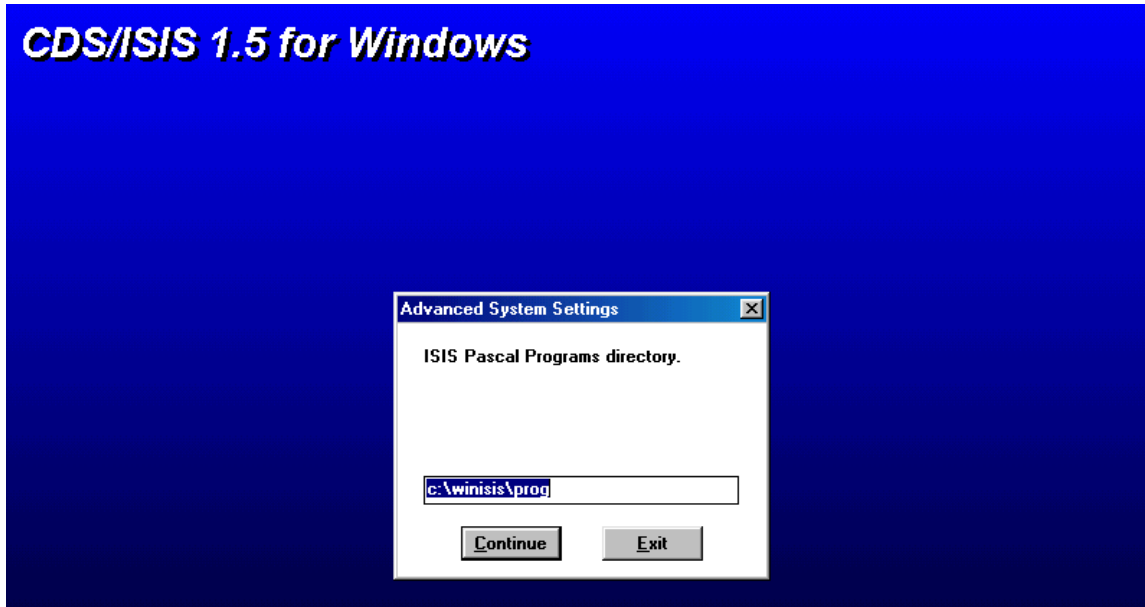 CDS/ISIS 1.5 for Windows
Advanced System Settings
ISIS Pascal Programs directory.
c:\winisis\prog
Continue
Exit